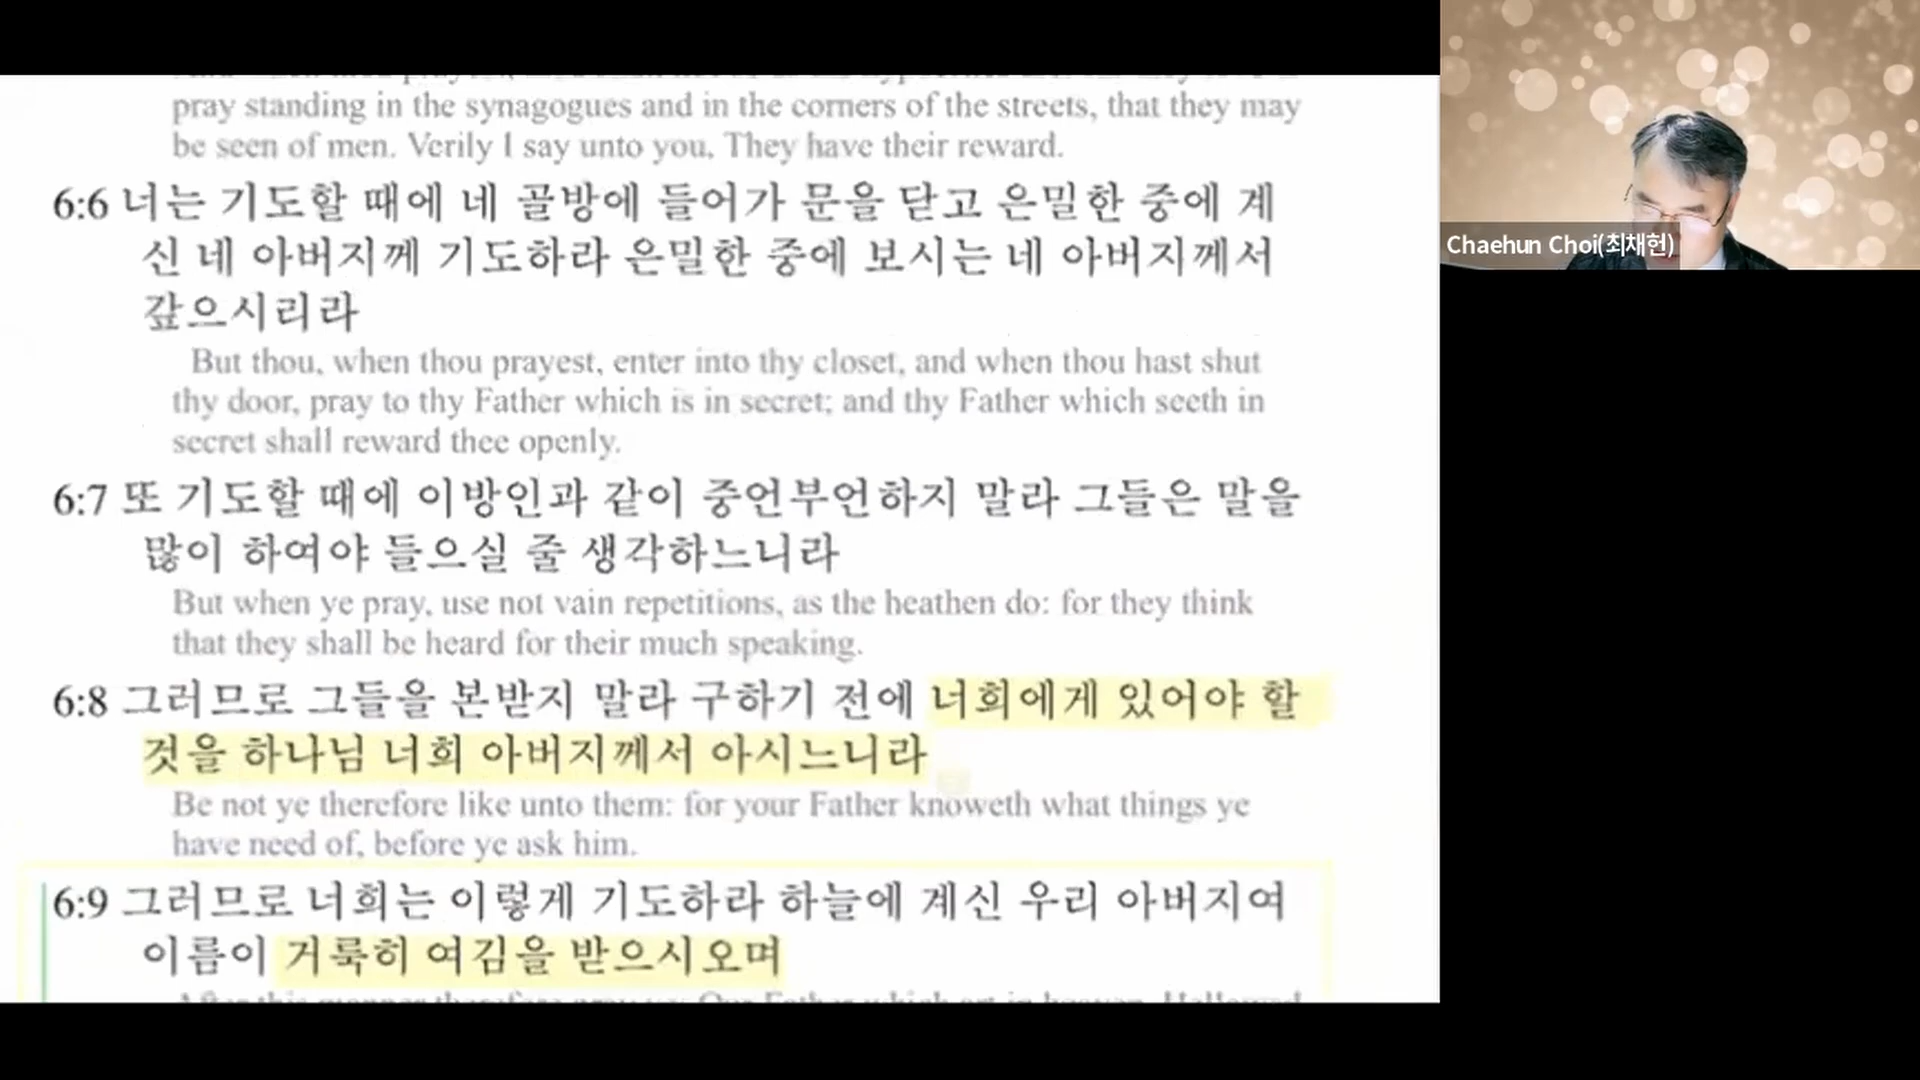 pray standing in the synagogues and in the corners of the streets, that they may
be seen of men. Verily I say unto you, They have their reward.
6:6 너는 기도할 때에 네 골방에 들어가 문을 닫고 은밀한 중에 계
신 네 아버지께 기도하라 은밀한 중에 보시는 네 아버지께서
갚으시리라
But thou, when thou prayest, enter into thy closet, and when thou hast shut
thy door, pray to thy Father which is in secret; and thy Father which seeth in
secret shall reward thee openly.
6:7 또 기도할 때에 이방인과 같이 중언부언하지 말라 그들은 말을
많이 하여야 들으실 줄 생각하느니라
But when ye pray, use not vain repetitions, as the heathen do: for they think
that they shall be heard for their much speaking.
6:8 그러므로 그들을 본받지 말라 구하기 전에 너희에게 있어야 할
것을 하나님 너희 아버지께서 아시느니라
Be not ye therefore like unto them: for your Father knoweth what things ye
have need of, before ye ask him.
6:9 그러므로 너희는 이렇게 기도하라 하늘에 계신 우리 아버지여
이름이 거룩히 여김을 받으시오며
Chaehun Choi(최채헌)